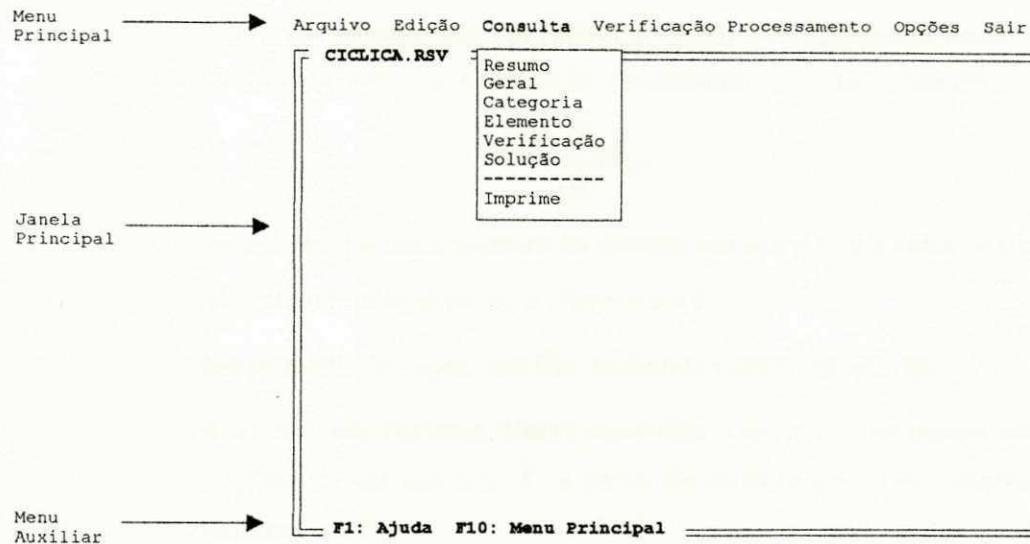 Menu
Principal
Arquivo Edição Consulta Verificação Processamento Opções Sair
CICLICA.RSV
Resumo
Geral
Categoria
Elemento
Verificação
Solução
-----------
Imprime
Janela
Principal
Menu
Auxiliar
F1: Ajuda F10: Menu Principal